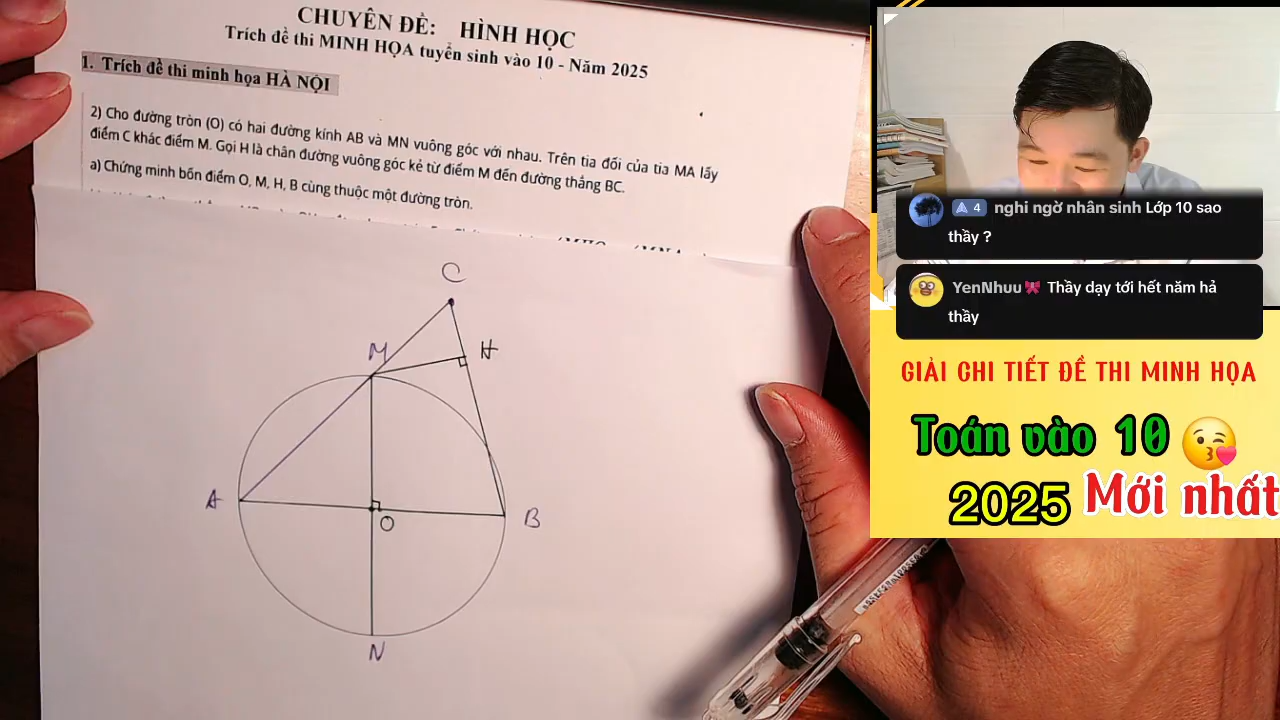 CHUYÊN ĐỀ: HÌNH HỌC
Trích đề thi MINH HỌA tuyển sinh vào 10 - Năm 2025
1. Trích đề thi minh họa HÀ NỘI
2) Cho đường tròn (O) có hai đường kính AB và MN vuông góc với nhau. Trên tia đối của tia MA lấy
điểm C khác điểm M. Gọi H là chân đường vuông góc kẻ từ điểm M đến đường thẳng BC.
a) Chứng minh bốn điểm O, M, H, B cùng thuộc một đường tròn.
C
M
H
A
O
B
N
4 nghi ngờ nhân sinh Lớp 10 sao
thầy ?
YenNhuu Thầy dạy tới hết năm hả
thầy
GIẢI CHI TIẾT ĐỀ THI MINH HỌA
Toán vào 10
2025 Mới nhất